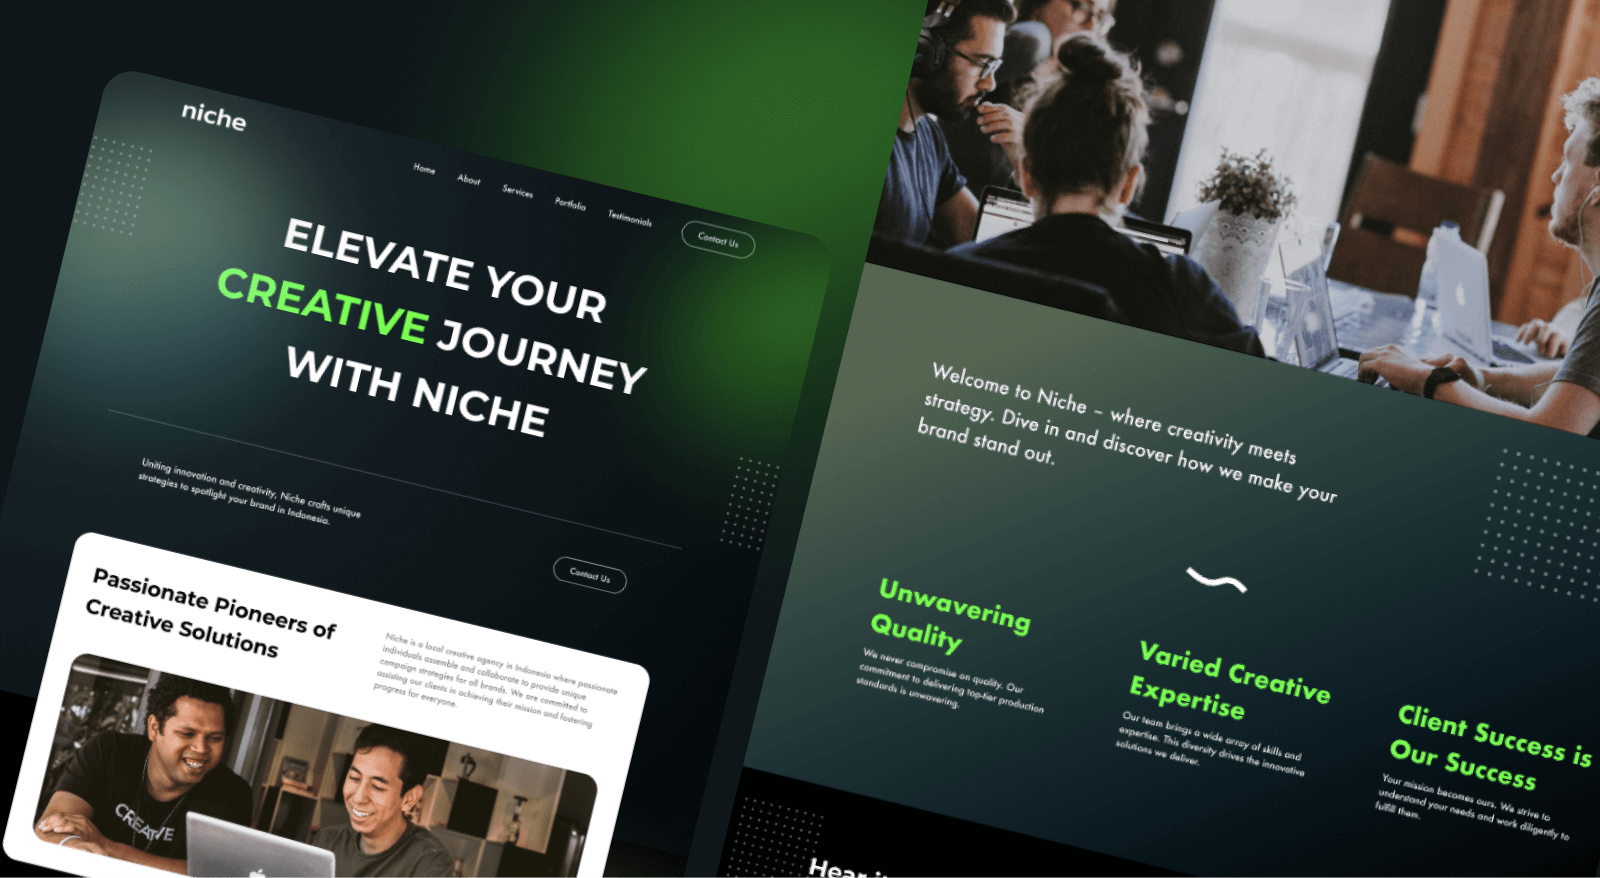 niche
Home
About
Services
Portfolio
Testimonials
Contact Us
ELEVATE YOUR
CREATIVE JOURNEY
WITH NICHE
Uniting innovation and creativity, Niche crafts unique
strategies to spotlight your brand in Indonesia.
Contact Us
Passionate Pioneers of
Creative Solutions
Niche is a local creative agency in Indonesia where passionate
individuals assemble and collaborate to provide unique
campaign strategies for all brands. We are committed to
assisting our clients in achieving their mission and fostering
progress for everyone.
CREATIVE
Welcome to Niche – where creativity meets
strategy. Dive in and discover how we make your
brand stand out.
Unwavering
Quality
We never compromise on quality. Our
commitment to delivering top-tier production
standards is unwavering.
Varied Creative
Expertise
Our team brings a wide array of skills and
expertise. This diversity drives the innovative
solutions we deliver.
Client Success is
Our Success
Your mission becomes ours. We strive to
understand your needs and work diligently to
fulfill them.
Hear